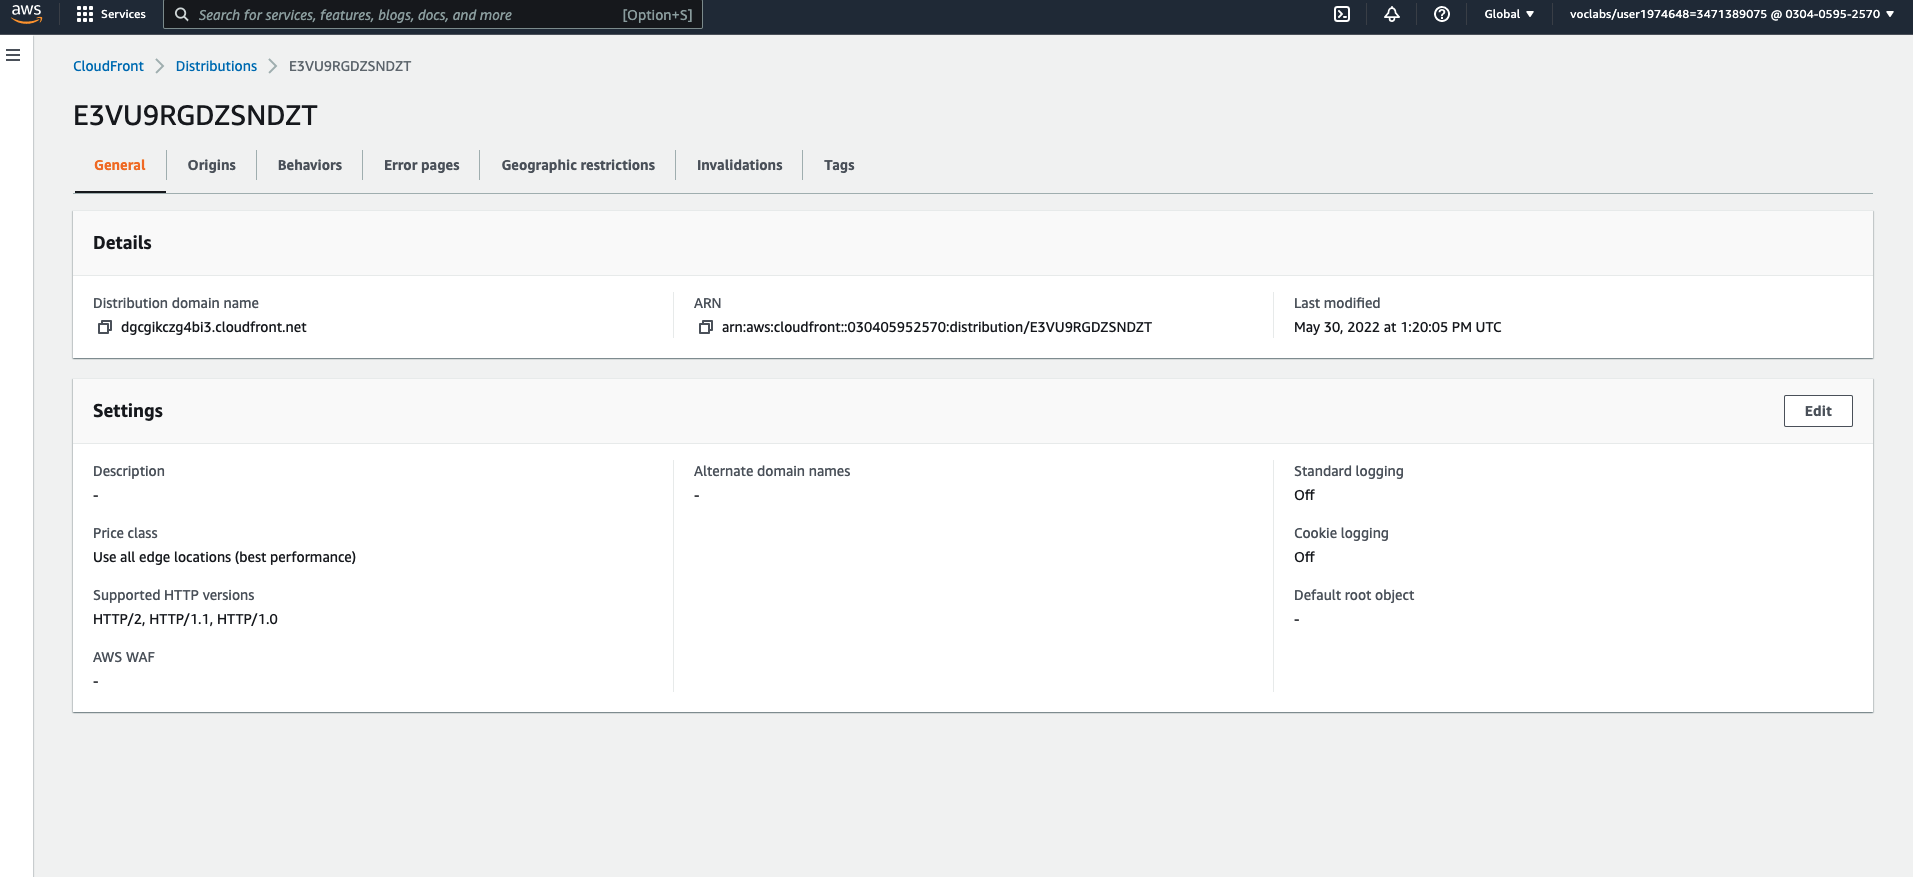 aws Services Search for services, features, blogs, docs, and more [Option+S] Global voclabs/user1974648=3471389075 @ 0304-0595-2570
CloudFront Distributions E3VU9RGDZSNDZT
E3VU9RGDZSNDZT
General Origins Behaviors Error pages Geographic restrictions Invalidations Tags
Details
Distribution domain name
dgcgikczg4bi3.cloudfront.net
ARN
arn:aws:cloudfront::030405952570:distribution/E3VU9RGDZSNDZT
Last modified
May 30, 2022 at 1:20:05 PM UTC
Settings
Edit
Description
-
Price class
Use all edge locations (best performance)
Supported HTTP versions
HTTP/2, HTTP/1.1, HTTP/1.0
AWS WAF
-
Alternate domain names
-
Standard logging
Off
Cookie logging
Off
Default root object
-